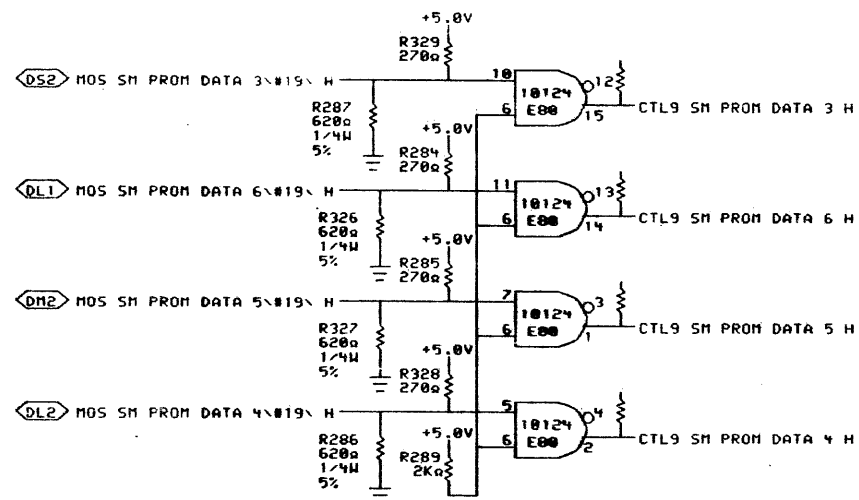 +5.0V
R329
270Ω
DS2 MOS SM PROM DATA 3\#19\ H
10
12
10124
E80
6
15
CTL9 SM PROM DATA 3 H
R287
620Ω
1/4W
5%
+5.0V
R284
270Ω
DL1 MOS SM PROM DATA 6\#19\ H
11
13
10124
E80
6
14
CTL9 SM PROM DATA 6 H
R326
620Ω
1/4W
5%
+5.0V
R285
270Ω
DM2 MOS SM PROM DATA 5\#19\ H
7
3
10124
E80
6
1
CTL9 SM PROM DATA 5 H
R327
620Ω
1/4W
5%
+5.0V
R328
270Ω
DL2 MOS SM PROM DATA 4\#19\ H
5
4
10124
E80
6
2
CTL9 SM PROM DATA 4 H
R286
620Ω
1/4W
5%
+5.0V
R289
2KΩ